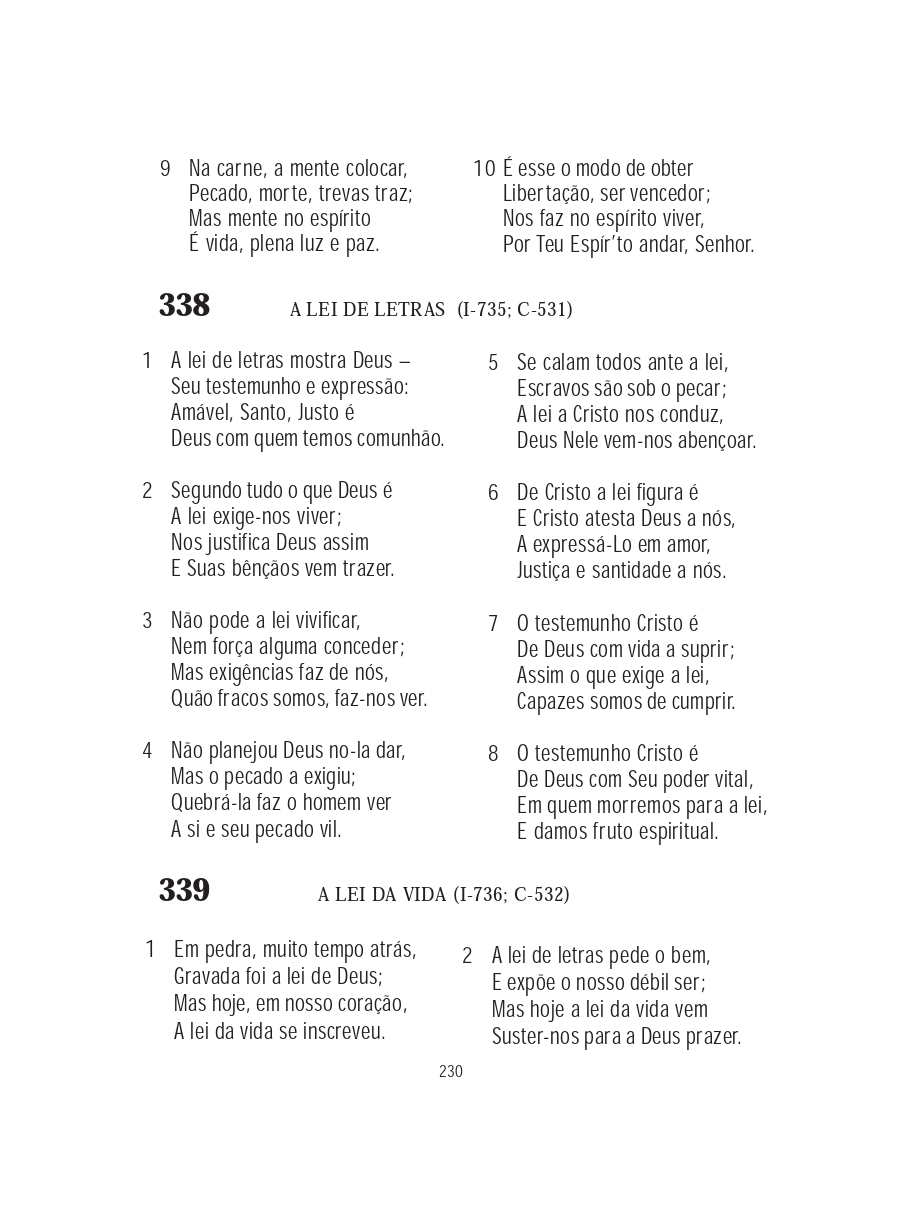 9 Na carne, a mente colocar,
Pecado, morte, trevas traz;
Mas mente no espírito
É vida, plena luz e paz.
10 É esse o modo de obter
Libertação, ser vencedor;
Nos faz no espírito viver,
Por Teu Espír’to andar, Senhor.
338 A LEI DE LETRAS (I-735; C-531)
1 A lei de letras mostra Deus –
Seu testemunho e expressão:
Amável, Santo, Justo é
Deus com quem temos comunhão.
2 Segundo tudo o que Deus é
A lei exige-nos viver;
Nos justifica Deus assim
E Suas bênçãos vem trazer.
3 Não pode a lei vivificar,
Nem força alguma conceder;
Mas exigências faz de nós,
Quão fracos somos, faz-nos ver.
4 Não planejou Deus no-la dar,
Mas o pecado a exigiu;
Quebrá-la faz o homem ver
A si e seu pecado vil.
5 Se calam todos ante a lei,
Escravos são sob o pecar;
A lei a Cristo nos conduz,
Deus Nele vem-nos abençoar.
6 De Cristo a lei figura é
E Cristo atesta Deus a nós,
A expressá-Lo em amor,
Justiça e santidade a nós.
7 O testemunho Cristo é
De Deus com vida a suprir;
Assim o que exige a lei,
Capazes somos de cumprir.
8 O testemunho Cristo é
De Deus com Seu poder vital,
Em quem morremos para a lei,
E damos fruto espiritual.
339 A LEI DA VIDA (I-736; C-532)
1 Em pedra, muito tempo atrás,
Gravada foi a lei de Deus;
Mas hoje, em nosso coração,
A lei da vida se inscreveu.
2 A lei de letras pede o bem,
E expõe o nosso débil ser;
Mas hoje a lei da vida vem
Suster-nos para a Deus prazer.
230